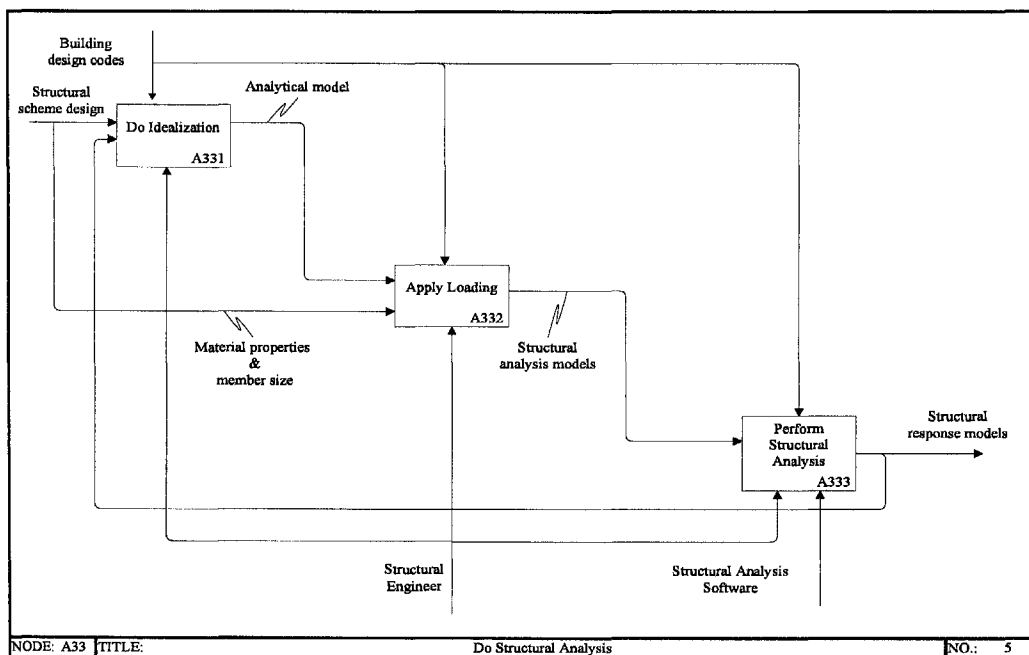 Building
design codes
Structural
scheme design
Analytical model
Do Idealization
A331
Apply Loading
A332
Material properties
&
member size
Structural
analysis models
Perform
Structural
Analysis
A333
Structural
response models
Structural
Engineer
Structural Analysis
Software
NODE: A33 TITLE: Do Structural Analysis NO.: 5